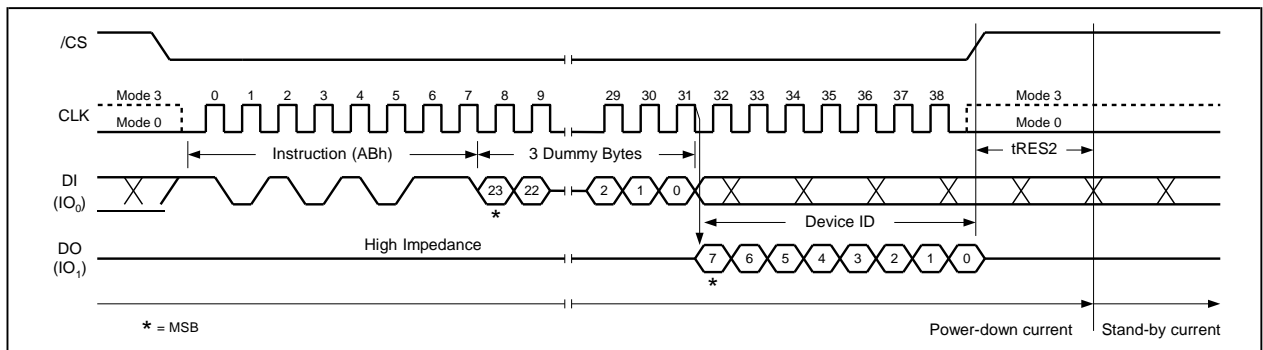 /CS
Mode 3
0 1 2 3 4 5 6 7 8 9 29 30 31 32 33 34 35 36 37 38
Mode 3
CLK
Mode 0
Mode 0
Instruction (ABh)
3 Dummy Bytes
tRES2
DI
(IO0)
23 22 2 1 0
*
Device ID
High Impedance
DO
(IO1)
7 6 5 4 3 2 1 0
*
* = MSB
Power-down current
Stand-by current